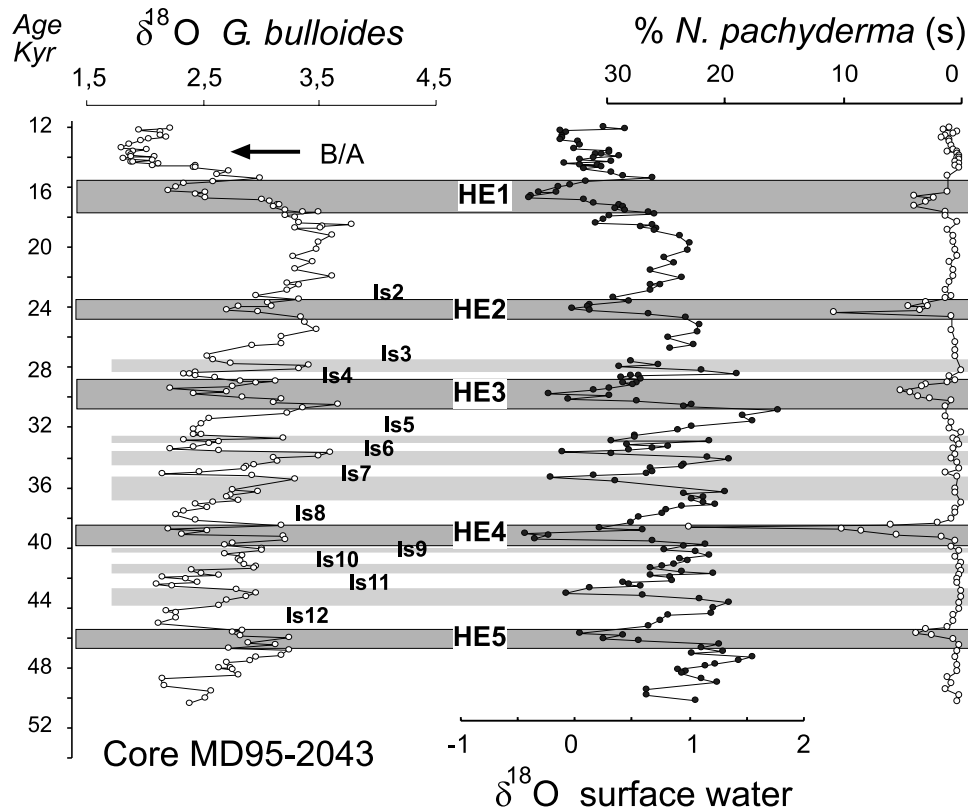 Age
Kyr
δ18O G. bulloides
% N. pachyderma (s)
1,5 2,5 3,5 4,5
30 20 10 0
12
B/A
16
HE1
20
Is2
24
HE2
Is3
28
Is4
HE3
32
Is5
Is6
36
Is7
Is8
HE4
40
Is9
Is10
Is11
44
Is12
HE5
48
52
Core MD95-2043
-1 0 1 2
δ18O surface water